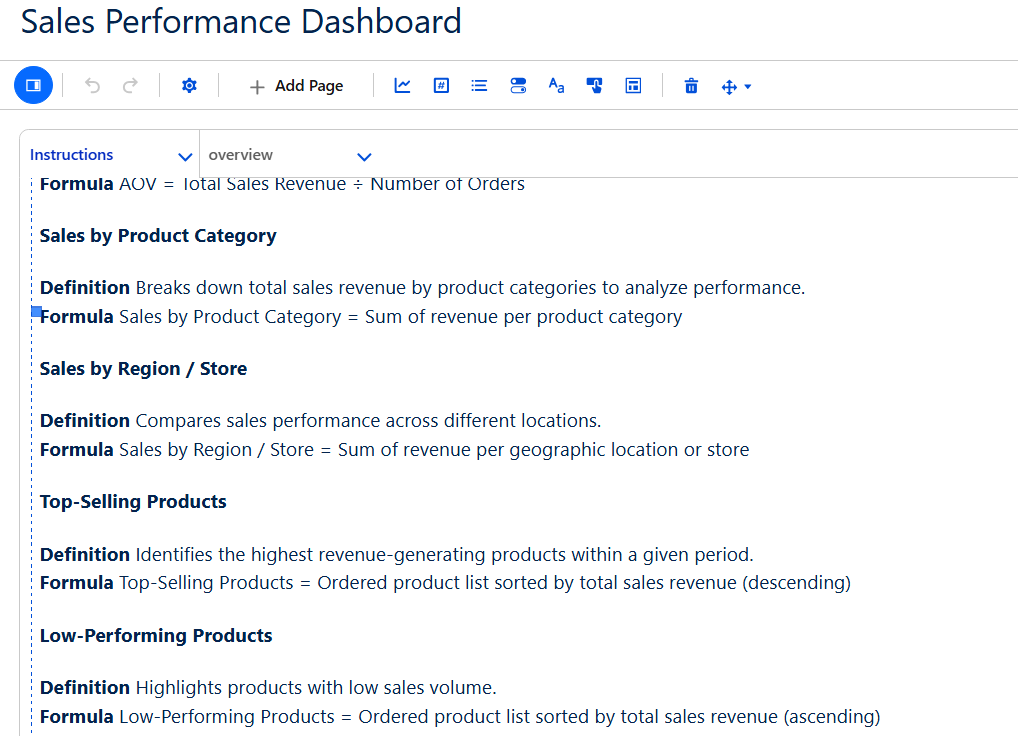 Sales Performance Dashboard
Add Page
Instructions
overview
Formula AOV = Total Sales Revenue ÷ Number of Orders
Sales by Product Category
Definition Breaks down total sales revenue by product categories to analyze performance.
Formula Sales by Product Category = Sum of revenue per product category
Sales by Region / Store
Definition Compares sales performance across different locations.
Formula Sales by Region / Store = Sum of revenue per geographic location or store
Top-Selling Products
Definition Identifies the highest revenue-generating products within a given period.
Formula Top-Selling Products = Ordered product list sorted by total sales revenue (descending)
Low-Performing Products
Definition Highlights products with low sales volume.
Formula Low-Performing Products = Ordered product list sorted by total sales revenue (ascending)